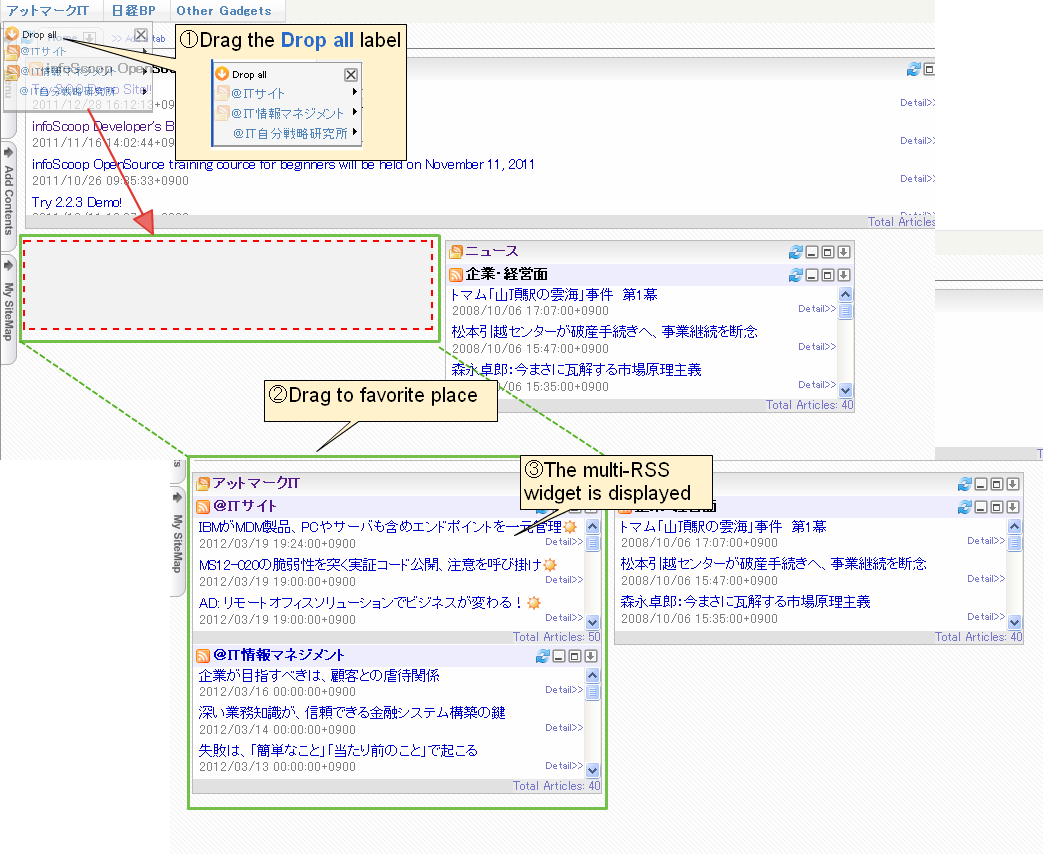 アットマークIT
日経BP
Other Gadgets
Drop all
Home
>> Add tab
@ITサイト
@IT情報マネジメント
@IT自分戦略研究所
①Drag the Drop all label
Drop all
@ITサイト
@IT情報マネジメント
@IT自分戦略研究所
2011/12/28 16:12:13+09
Detail>>
infoScoop Developer's B
2011/11/16 14:02:44+09
Detail>>
infoScoop OpenSource training cource for beginners will be held on November 11, 2011
2011/10/26 09:35:33+0900
Detail>>
Try 2.2.3 Demo!
Total Articles
Add Contents
My SiteMap
ニュース
企業・経営面
トマム「山頂駅の雲海」事件　第1幕
2008/10/06 17:07:00+0900
Detail>>
松本引越センターが破産手続きへ、事業継続を断念
2008/10/06 15:47:00+0900
Detail>>
森永卓郎：今まさに瓦解する市場原理主義
06 15:35:00+0900
Detail>>
Total Articles: 40
②Drag to favorite place
③The multi-RSS
widget is displayed
My SiteMap
アットマークIT
@ITサイト
IBMがMDM製品、PCやサーバも含めエンドポイントを一元管理
2012/03/19 19:24:00+0900
Detail>>
MS12-020の脆弱性を突く実証コード公開、注意を呼び掛け
2012/03/19 19:00:00+0900
Detail>>
AD: リモートオフィスソリューションでビジネスが変わる！
2012/03/19 19:00:00+0900
Detail>>
Total Articles: 50
@IT情報マネジメント
企業が目指すべきは、顧客との虐待関係
2012/03/16 00:00:00+0900
Detail>>
深い業務知識が、信頼できる金融システム構築の鍵
2012/03/14 00:00:00+0900
Detail>>
失敗は、「簡単なこと」「当たり前のこと」で起こる
2012/03/13 00:00:00+0900
Detail>>
Total Articles: 40
トマム「山頂駅の雲海」事件　第1幕
2008/10/06 17:07:00+0900
Detail>>
松本引越センターが破産手続きへ、事業継続を断念
2008/10/06 15:47:00+0900
Detail>>
森永卓郎：今まさに瓦解する市場原理主義
2008/10/06 15:35:00+0900
Detail>>
Total Articles: 40